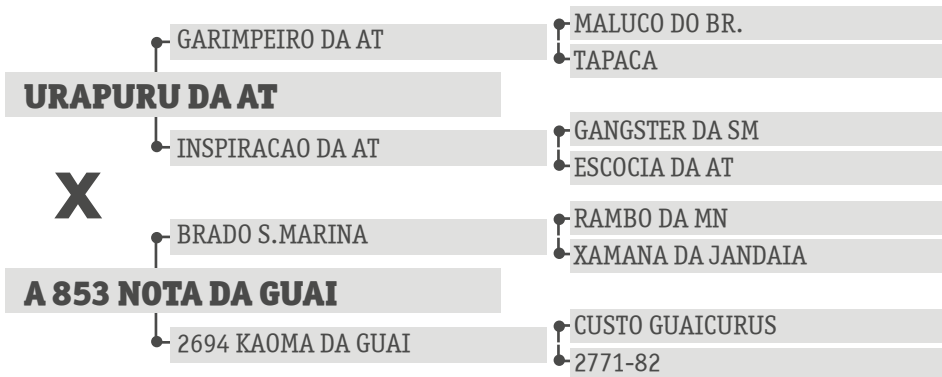 MALUCO DO BR.
GARIMPEIRO DA AT
TAPACA
URAPURU DA AT
GANGSTER DA SM
INSPIRACAO DA AT
ESCOCIA DA AT
X
RAMBO DA MN
BRADO S.MARINA
XAMANA DA JANDAIA
A 853 NOTA DA GUAI
CUSTO GUAICURUS
2694 KAOMA DA GUAI
2771-82